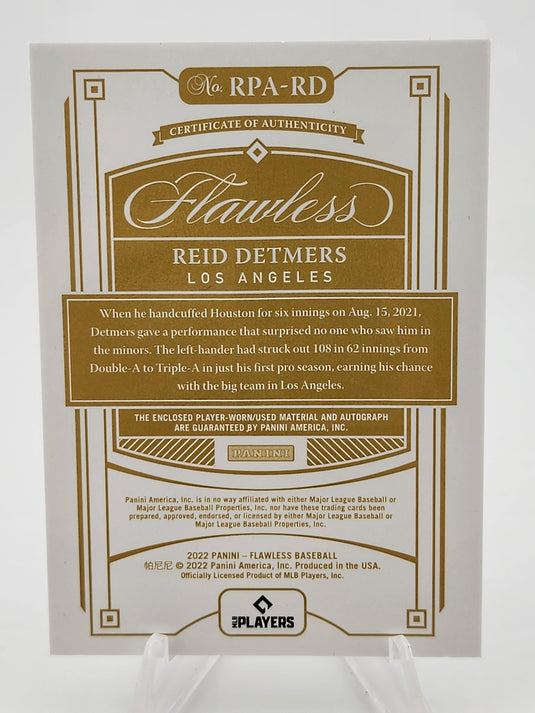 No. RPA-RD
CERTIFICATE OF AUTHENTICITY
Flawless
REID DETMERS
LOS ANGELES
When he handcuffed Houston for six innings on Aug. 15, 2021,
Detmers gave a performance that surprised no one who saw him in
the minors. The left-hander had struck out 108 in 62 innings from
Double-A to Triple-A in just his first pro season, earning his chance
with the big team in Los Angeles.
THE ENCLOSED PLAYER-WORN/USED MATERIAL AND AUTOGRAPH
ARE GUARANTEED BY PANINI AMERICA, INC.
PANINI
Panini America, Inc. is in no way affiliated with either Major League Baseball or
Major League Baseball Properties, Inc. nor have these trading cards been
prepared, approved, endorsed, or licensed by either Major League Baseball or
Major League Baseball Properties, Inc.
2022 PANINI – FLAWLESS BASEBALL
帕尼尼 © 2022 Panini America, Inc. Produced in the USA.
Officially Licensed Product of MLB Players, Inc.
MLB PLAYERS